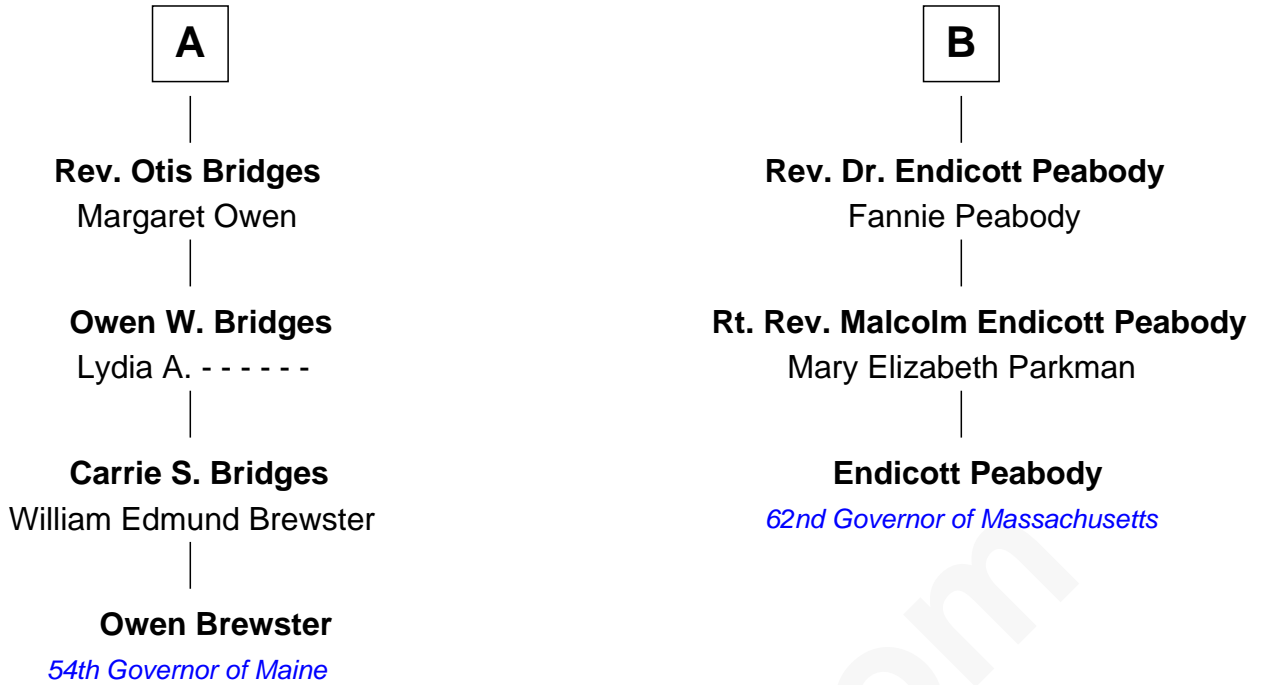 A
Rev. Otis Bridges
Margaret Owen
Owen W. Bridges
Lydia A. - - - - - -
Carrie S. Bridges
William Edmund Brewster
Owen Brewster
54th Governor of Maine
B
Rev. Dr. Endicott Peabody
Fannie Peabody
Rt. Rev. Malcolm Endicott Peabody
Mary Elizabeth Parkman
Endicott Peabody
62nd Governor of Massachusetts
om